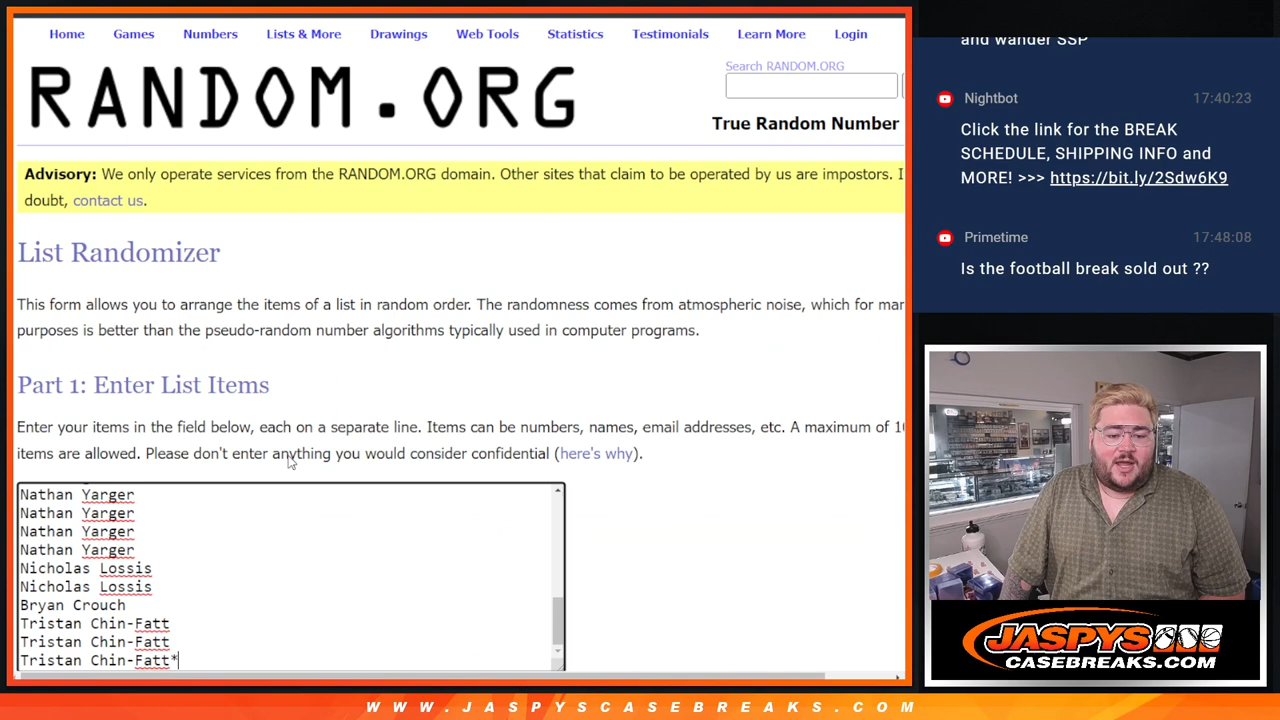 Home Games Numbers Lists & More Drawings Web Tools Statistics Testimonials Learn More Login
RANDOM.ORG
Search RANDOM.ORG
True Random Number
Advisory: We only operate services from the RANDOM.ORG domain. Other sites that claim to be operated by us are impostors. I
doubt, contact us.
List Randomizer
This form allows you to arrange the items of a list in random order. The randomness comes from atmospheric noise, which for mar
purposes is better than the pseudo-random number algorithms typically used in computer programs.
Part 1: Enter List Items
Enter your items in the field below, each on a separate line. Items can be numbers, names, email addresses, etc. A maximum of 10
items are allowed. Please don't enter anything you would consider confidential (here's why).
Nathan Yarger
Nathan Yarger
Nathan Yarger
Nathan Yarger
Nicholas Lossis
Nicholas Lossis
Bryan Crouch
Tristan Chin-Fatt
Tristan Chin-Fatt
Tristan Chin-Fatt*
and wander SSP
Nightbot 17:40:23
Click the link for the BREAK
SCHEDULE, SHIPPING INFO and
MORE! >>> https://bit.ly/2Sdw6K9
Primetime 17:48:08
Is the football break sold out ??
JASPYS
CASEBREAKS.COM
WWW.JASPYSCASEBREAKS.COM